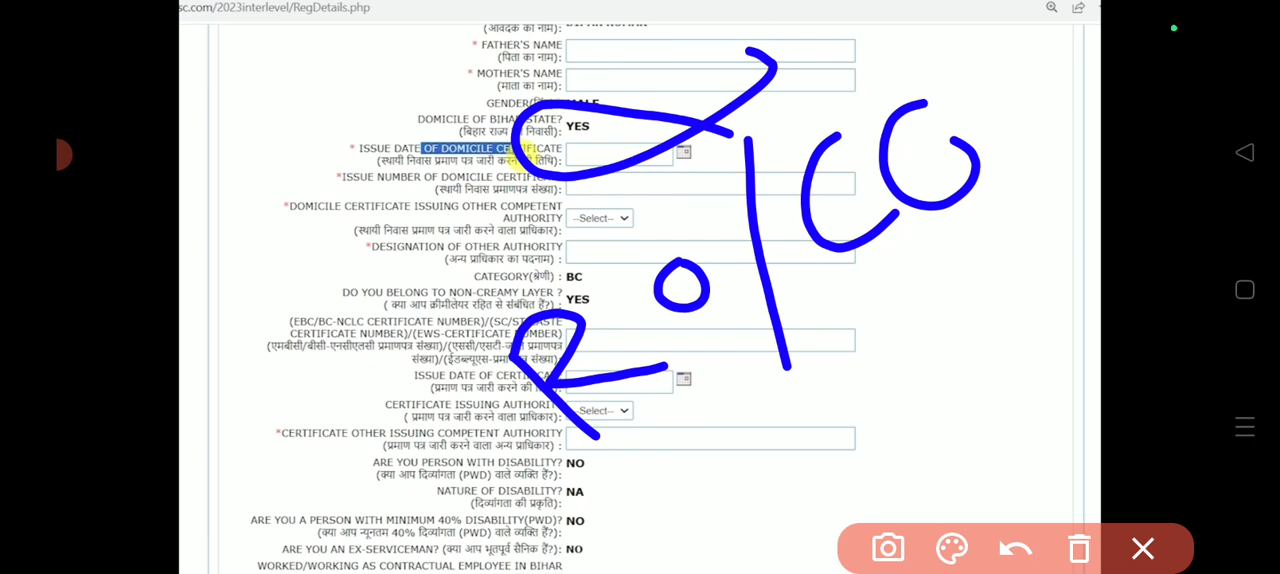 sc.com/2023interlevel/RegDetails.php
(आवेदक का नाम):
* FATHER'S NAME
(पिता का नाम):
* MOTHER'S NAME
(माता का नाम):
DOMICILE OF BIHAR STATE? YES
(बिहार राज्य निवासी):
* ISSUE DATE OF DOMICILE CERTIFICATE
(स्थायी निवास प्रमाण पत्र जारी करने की तिथि):
*ISSUE NUMBER OF DOMICILE
(स्थायी निवास प्रमाणपत्र संख्या):
*DOMICILE CERTIFICATE ISSUING OTHER COMPETENT
AUTHORITY --Select--
(स्थायी निवास प्रमाण पत्र जारी करने वाला प्राधिकार):
*DESIGNATION OF OTHER AUTHORITY
(अन्य प्राधिकार का पदनाम) :
CATEGORY(श्रेणी) : BC
DO YOU BELONG TO NON-CREAMY LAYER ? YES
( क्या आप क्रीमीलेयर रहित से संबंधित हैं?) :
(EBC/BC-NCLC CERTIFICATE NUMBER)/(SC/ST
CERTIFICATE NUMBER)/(EWS-CERTIFICATE NUMBER)
(एमबीसी/बीसी-एनसीएलसी प्रमाणपत्र संख्या)/(एससी/एसटी-
संख्या)/(ईडब्ल्यूएस-प्रमाणपत्र संख्या)
ISSUE DATE OF
(प्रमाण पत्र जारी करने की
CERTIFICATE ISSUING AUTHORITY Select--
( प्रमाण पत्र जारी करने वाला प्राधिकार):
*CERTIFICATE OTHER ISSUING COMPETENT AUTHORITY
(प्रमाण पत्र जारी करने वाला अन्य प्राधिकार) :
ARE YOU PERSON WITH DISABILITY? NO
(क्या आप दिव्यांगता (PWD) वाले व्यक्ति हैं?):
NATURE OF DISABILITY? NA
(दिव्यांगता की प्रकृति):
ARE YOU A PERSON WITH MINIMUM 40% DISABILITY(PWD)? NO
(क्या आप न्यूनतम 40% दिव्यांगता (PWD) वाले व्यक्ति हैं?) :
ARE YOU AN EX-SERVICEMAN? (क्या आप भूतपूर्व सैनिक हैं?): NO
WORKED/WORKING AS CONTRACTUAL EMPLOYEE IN BIHAR